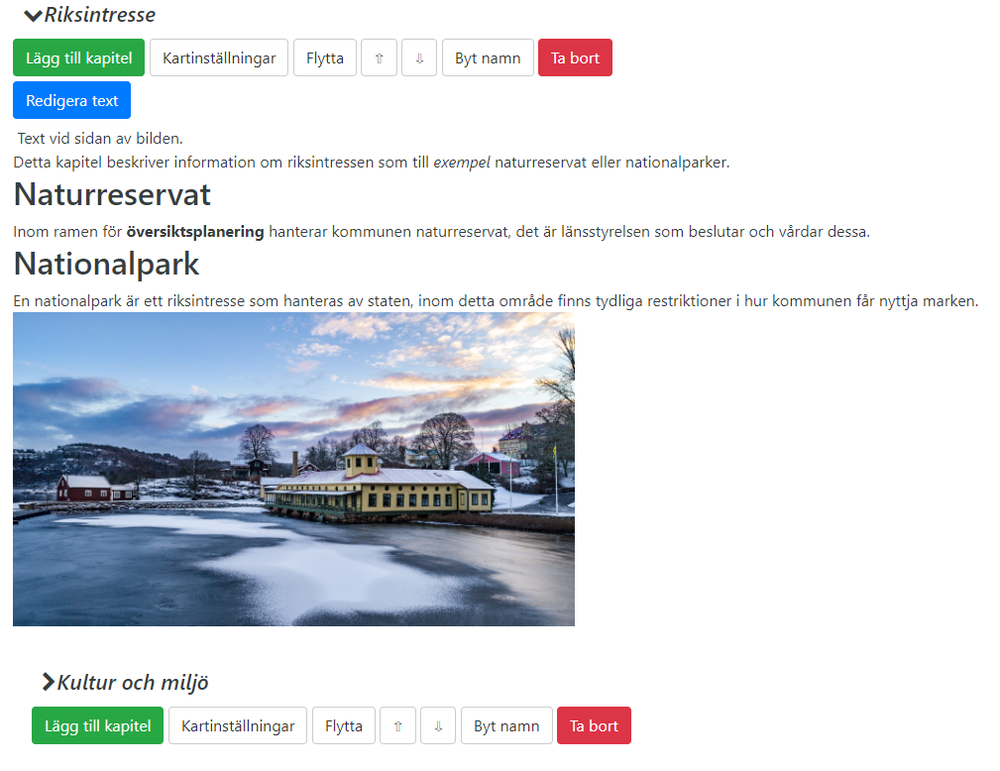 Riksintresse
Lägg till kapitel Kartinställningar Flytta ⇧ ⇩ Byt namn Ta bort
Redigera text
Text vid sidan av bilden.
Detta kapitel beskriver information om riksintressen som till exempel naturreservat eller nationalparker.
Naturreservat
Inom ramen för översiktsplanering hanterar kommunen naturreservat, det är länsstyrelsen som beslutar och vårdar dessa.
Nationalpark
En nationalpark är ett riksintresse som hanteras av staten, inom detta område finns tydliga restriktioner i hur kommunen får nyttja marken.
Kultur och miljö
Lägg till kapitel Kartinställningar Flytta ⇧ ⇩ Byt namn Ta bort